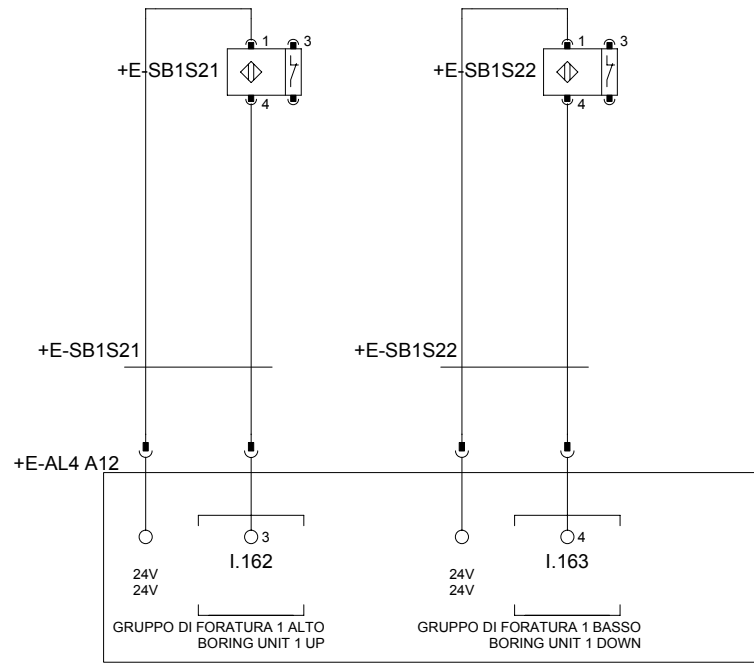 1 3
+E-SB1S21
4
1 3
+E-SB1S22
4
+E-SB1S21
+E-SB1S22
+E-AL4 A12
3
I.162
4
I.163
24V
24V
24V
24V
GRUPPO DI FORATURA 1 ALTO
BORING UNIT 1 UP
GRUPPO DI FORATURA 1 BASSO
BORING UNIT 1 DOWN